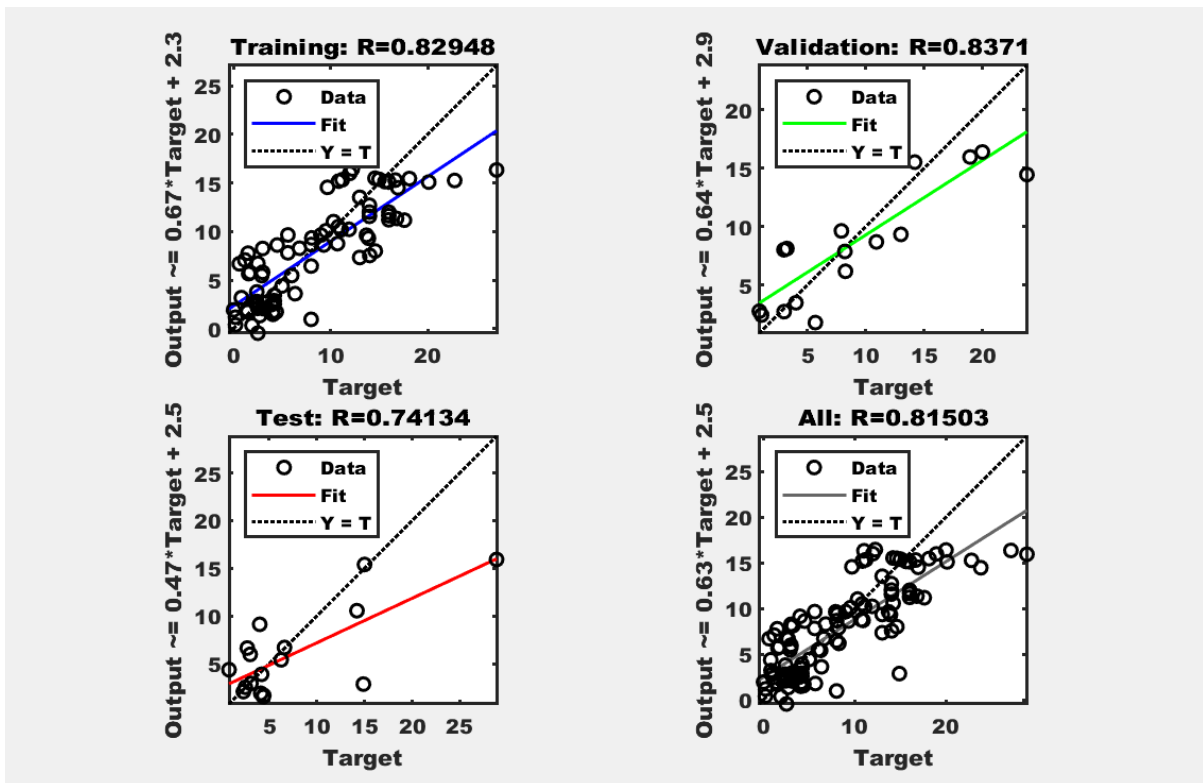 Training: R=0.82948
Output ~= 0.67*Target + 2.3
25
20
15
10
5
0
Data
Fit
Y = T
0
10
20
Target
Validation: R=0.8371
Output ~= 0.64*Target + 2.9
20
15
10
5
Data
Fit
Y = T
5
10
15
20
Target
Test: R=0.74134
Output ~= 0.47*Target + 2.5
25
20
15
10
5
Data
Fit
Y = T
5
10
15
20
25
Target
All: R=0.81503
Output ~= 0.63*Target + 2.5
25
20
15
10
5
0
Data
Fit
Y = T
0
10
20
Target